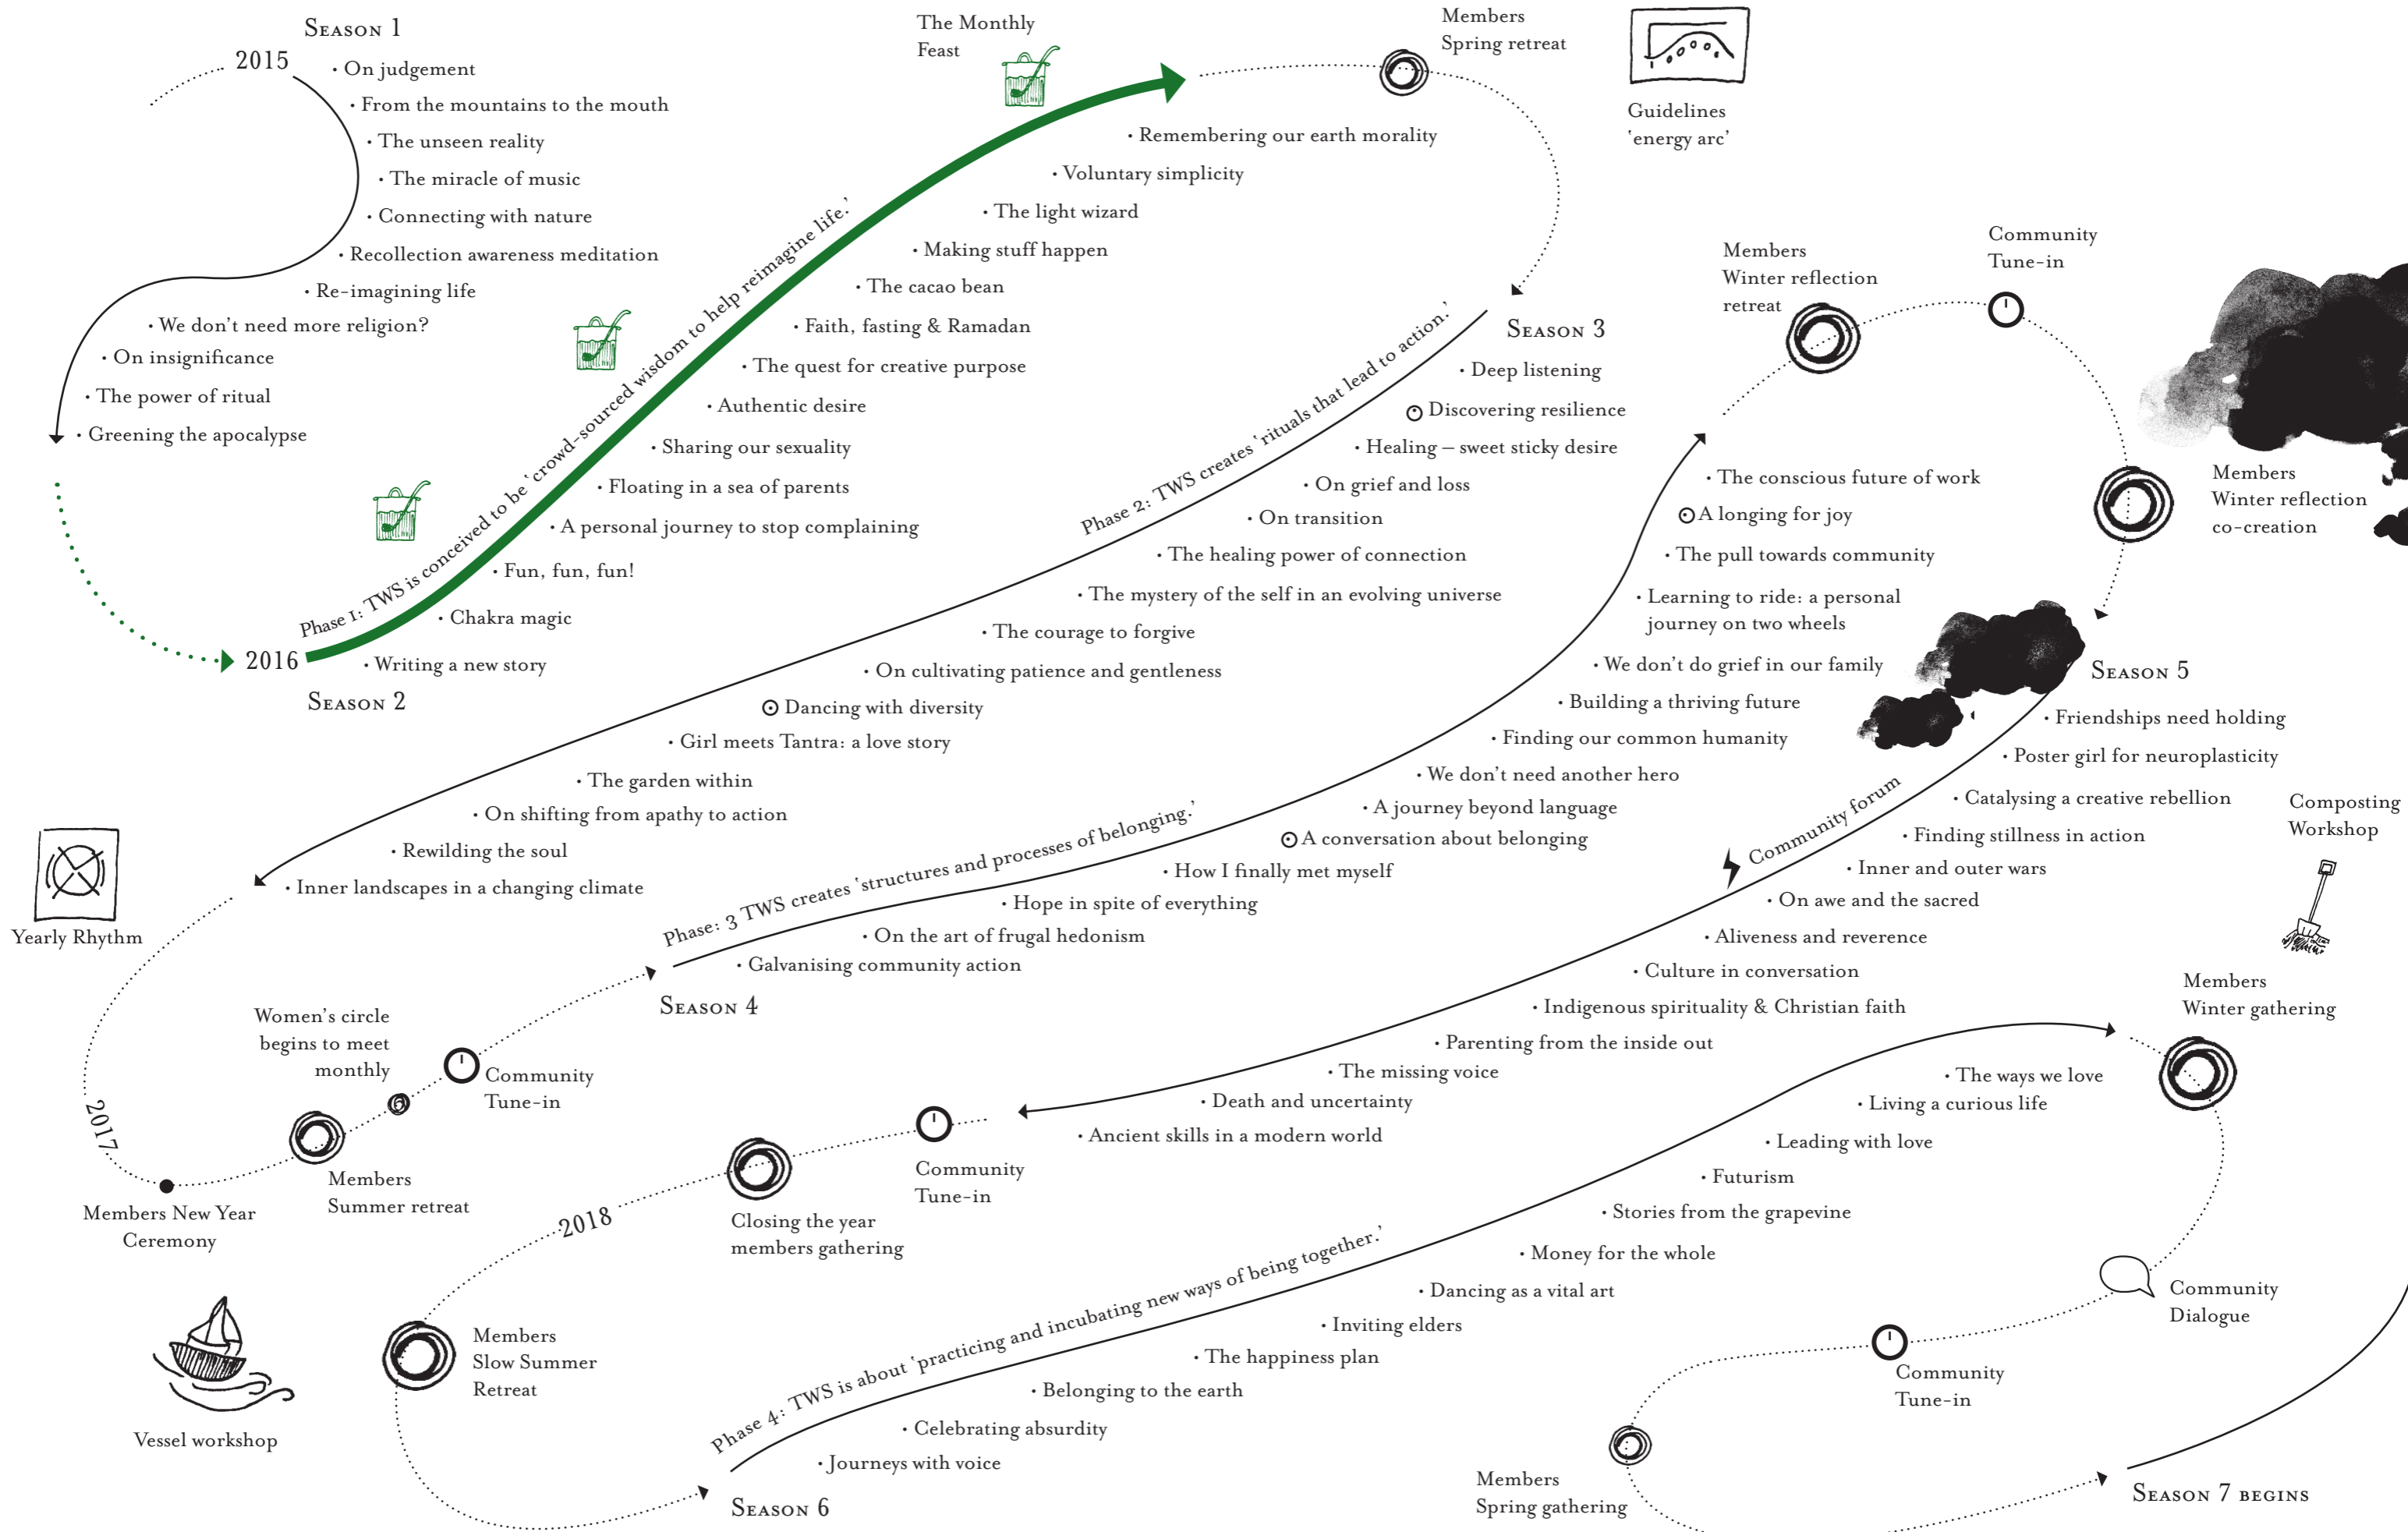 Season 1
2015
• On judgement
• From the mountains to the mouth
• The unseen reality
• The miracle of music
• Connecting with nature
• Recollection awareness meditation
• Re-imagining life
• We don't need more religion?
• On insignificance
• The power of ritual
• Greening the apocalypse
2016
Season 2
Phase 1: TWS is conceived to be 'crowd-sourced wisdom to help reimagine life.'
• Writing a new story
• Chakra magic
• Fun, fun, fun!
• A personal journey to stop complaining
• Floating in a sea of parents
• Sharing our sexuality
• Authentic desire
• The quest for creative purpose
• Faith, fasting & Ramadan
• The cacao bean
• Making stuff happen
• The light wizard
• Voluntary simplicity
• Remembering our earth morality
The Monthly
Feast
Members
Spring retreat
Guidelines
'energy arc'
Season 3
Phase 2: TWS creates 'rituals that lead to action.'
• Deep listening
Discovering resilience
• Healing – sweet sticky desire
• On grief and loss
• On transition
• The healing power of connection
• The mystery of the self in an evolving universe
• The courage to forgive
• On cultivating patience and gentleness
Dancing with diversity
• Girl meets Tantra: a love story
• The garden within
• On shifting from apathy to action
• Rewilding the soul
• Inner landscapes in a changing climate
Yearly Rhythm
2017
Members New Year
Ceremony
Members
Summer retreat
Women's circle
begins to meet
monthly
Community
Tune-in
Season 4
Phase: 3 TWS creates 'structures and processes of belonging.'
• Galvanising community action
• On the art of frugal hedonism
• Hope in spite of everything
• How I finally met myself
A conversation about belonging
• A journey beyond language
• We don't need another hero
• Finding our common humanity
• Building a thriving future
• We don't do grief in our family
• Learning to ride: a personal
journey on two wheels
• The pull towards community
A longing for joy
• The conscious future of work
Members
Winter reflection
retreat
Community
Tune-in
Members
Winter reflection
co-creation
Season 5
Community forum
• Friendships need holding
• Poster girl for neuroplasticity
• Catalysing a creative rebellion
• Finding stillness in action
• Inner and outer wars
• On awe and the sacred
• Aliveness and reverence
• Culture in conversation
• Indigenous spirituality & Christian faith
• Parenting from the inside out
• The missing voice
• Death and uncertainty
• Ancient skills in a modern world
Composting
Workshop
Community
Tune-in
Closing the year
members gathering
2018
Members
Slow Summer
Retreat
Vessel workshop
Season 6
Phase 4: TWS is about 'practicing and incubating new ways of being together.'
• Journeys with voice
• Celebrating absurdity
• Belonging to the earth
• The happiness plan
• Inviting elders
• Dancing as a vital art
• Money for the whole
• Stories from the grapevine
• Futurism
• Leading with love
• Living a curious life
• The ways we love
Members
Winter gathering
Community
Dialogue
Community
Tune-in
Members
Spring gathering
Season 7 begins